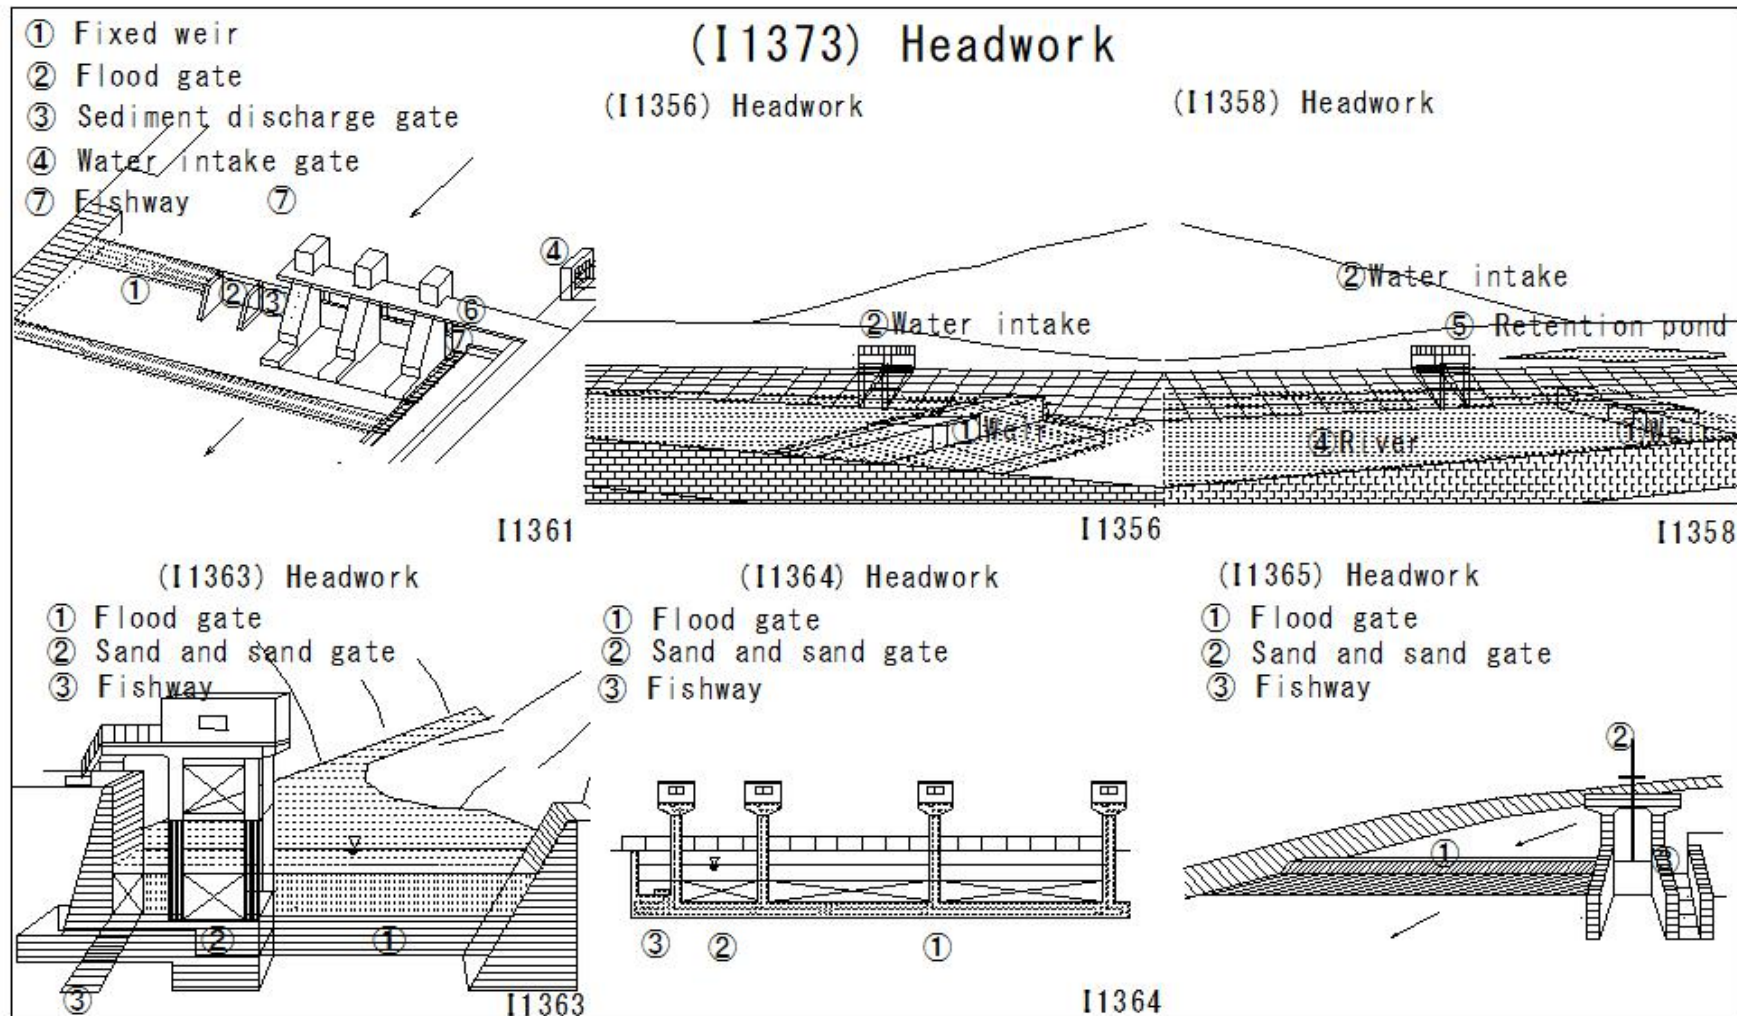 (I1373) Headwork
① Fixed weir
② Flood gate
③ Sediment discharge gate
④ Water intake gate
⑦ Fishway
⑦
④
①
②
③
⑥
⑦
I1361
(I1356) Headwork
②Water intake
①Weir
I1356
(I1358) Headwork
②Water intake
⑤ Retention pond
①Weir
④River
I1358
(I1363) Headwork
① Flood gate
② Sand and sand gate
③ Fishway
②
①
③
I1363
(I1364) Headwork
① Flood gate
② Sand and sand gate
③ Fishway
③
②
①
I1364
(I1365) Headwork
① Flood gate
② Sand and sand gate
③ Fishway
②
①